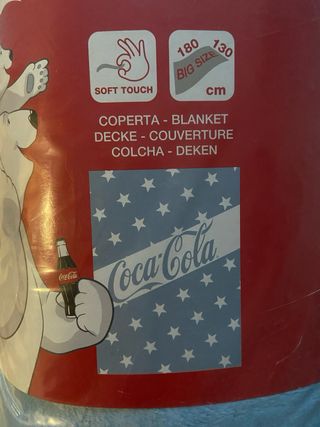 SOFT TOUCH
180 130
BIG SIZE
cm
COPERTA - BLANKET
DECKE - COUVERTURE
COLCHA - DEKEN
Coca-Cola
Coca-Cola